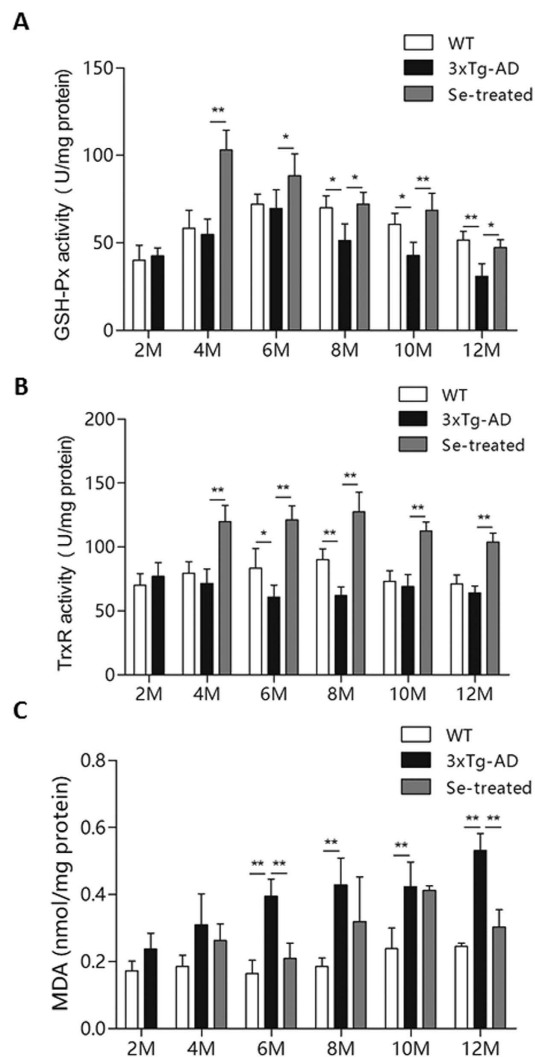 A
WT
3xTg-AD
Se-treated
GSH-Px activity ( U/mg protein)
150
100
50
0
** * * * * ** ** *
2M 4M 6M 8M 10M 12M
B
WT
3xTg-AD
Se-treated
TrxR activity ( U/mg protein)
200
150
100
50
0
** * ** ** ** ** **
2M 4M 6M 8M 10M 12M
C
WT
3xTg-AD
Se-treated
MDA (nmol/mg protein)
0.8
0.6
0.4
0.2
0.0
** ** ** ** ** **
2M 4M 6M 8M 10M 12M